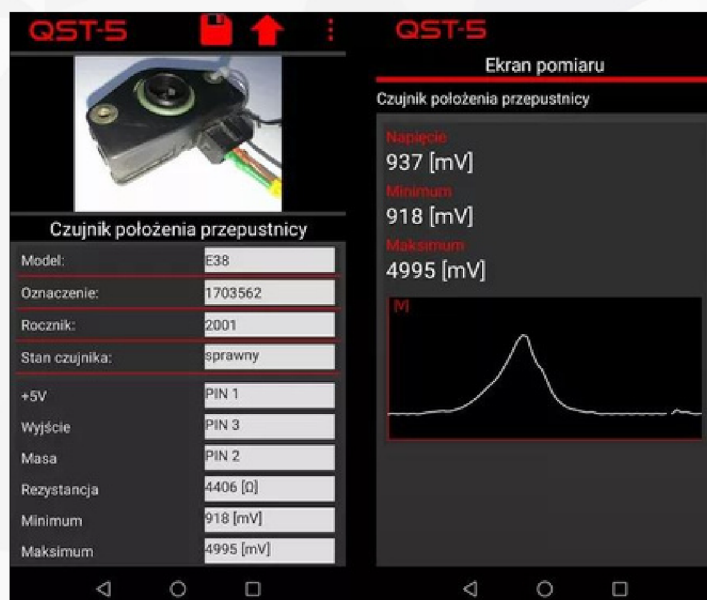 QST-5
Czujnik położenia przepustnicy
Model: E38
Oznaczenie: 1703562
Rocznik: 2001
Stan czujnika: sprawny
+5V PIN 1
Wyjście PIN 3
Masa PIN 2
Rezystancja 4406 [Ω]
Minimum 918 [mV]
Maksimum 4995 [mV]
QST-5
Ekran pomiaru
Czujnik położenia przepustnicy
Napięcie
937 [mV]
Minimum
918 [mV]
Maksimum
4995 [mV]
[V]